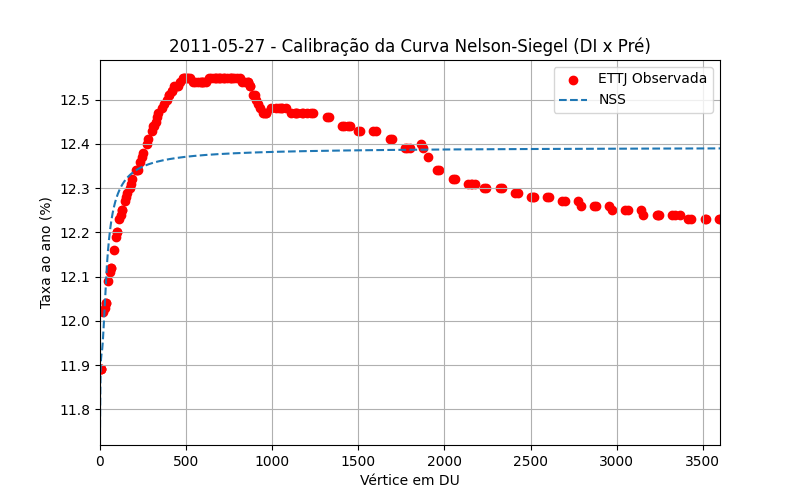 2011-05-27 - Calibração da Curva Nelson-Siegel (DI x Pré)
ETTJ Observada
NSS
Taxa ao ano (%)
12.5
12.4
12.3
12.2
12.1
12.0
11.9
11.8
0 500 1000 1500 2000 2500 3000 3500
Vértice em DU